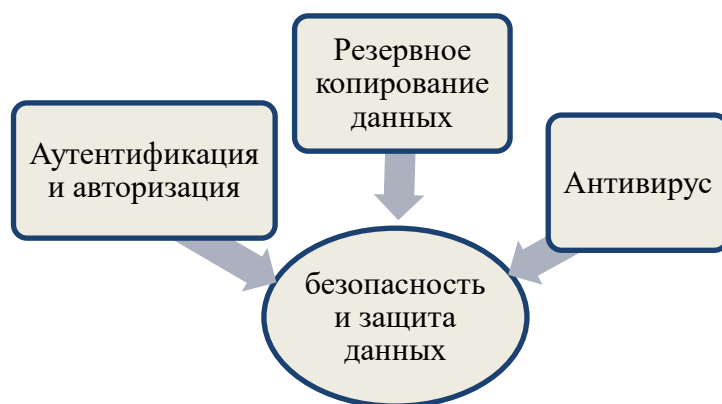 Резервное
копирование
данных
Аутентификация
и авторизация
Антивирус
безопасность
и защита
данных